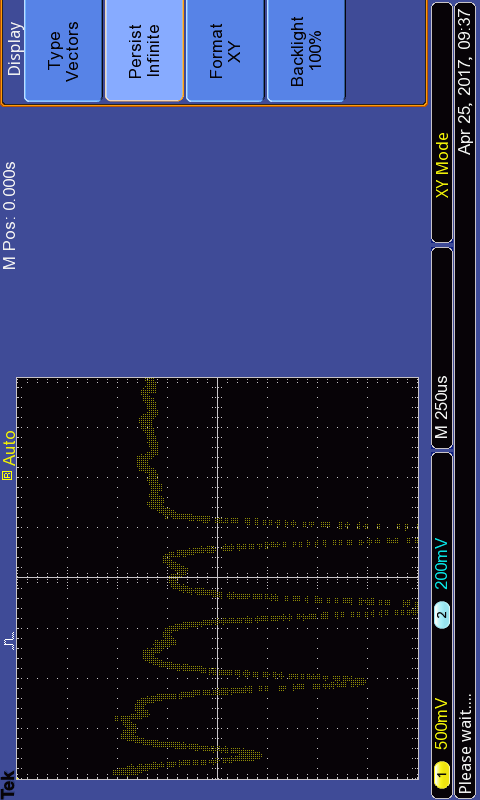 Tek
Auto
M Pos: 0.000s
Display
Type
Vectors
Persist
Infinite
Format
XY
Backlight
100%
1 500mV
2 200mV
M 250us
XY Mode
Please wait....
Apr 25, 2017, 09:37